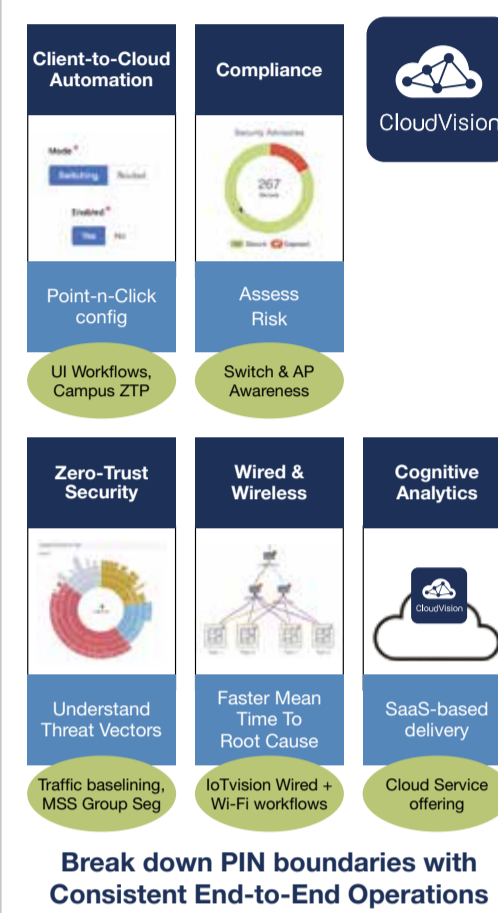 Client-to-Cloud
Automation
Compliance
CloudVision
Mode *
Switching Routed
Enabled *
Yes No
Security Advisories
267
Point-n-Click
config
Assess
Risk
UI Workflows,
Campus ZTP
Switch & AP
Awareness
Zero-Trust
Security
Wired &
Wireless
Cognitive
Analytics
CloudVision
Understand
Threat Vectors
Faster Mean
Time To
Root Cause
SaaS-based
delivery
Traffic baselining,
MSS Group Seg
IoTvision Wired +
Wi-Fi workflows
Cloud Service
offering
Break down PIN boundaries with
Consistent End-to-End Operations